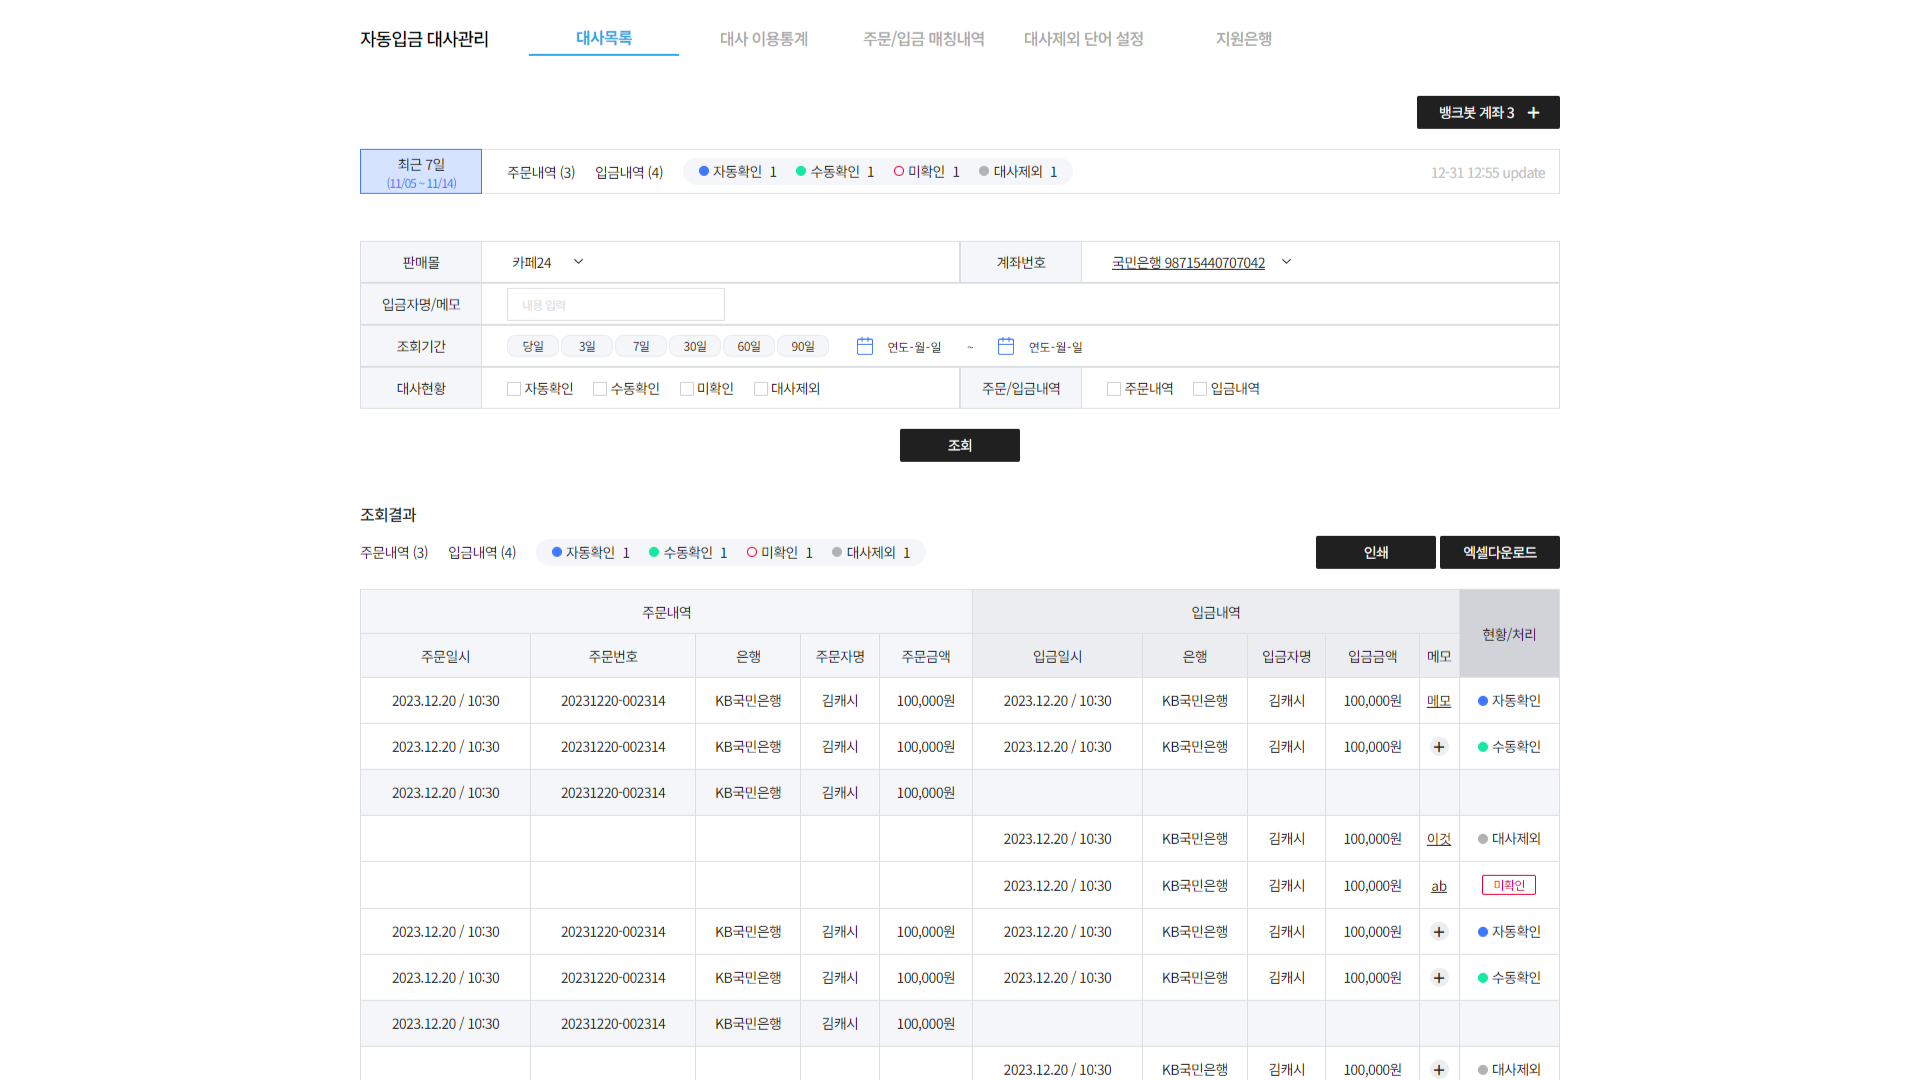 자동입금 대사관리 대사목록 대사 이용통계 주문/입금 매칭내역 대사제외 단어 설정 지원은행
뱅크봇 계좌 3 +
최근 7일
(11/05 ~ 11/14)
주문내역 (3) 입금내역 (4) 자동확인 1 수동확인 1 미확인 1 대사제외 1 12-31 12:55 update
판매몰 카페24 계좌번호 국민은행 98715440707042
입금자명/메모 내용 입력
조회기간 당일 3일 7일 30일 60일 90일 연도-월-일 ~ 연도-월-일
대사현황 자동확인 수동확인 미확인 대사제외 주문/입금내역 주문내역 입금내역
조회
조회결과
주문내역 (3) 입금내역 (4) 자동확인 1 수동확인 1 미확인 1 대사제외 1 인쇄 엑셀다운로드
주문내역 입금내역 현황/처리
주문일시 주문번호 은행 주문자명 주문금액 입금일시 은행 입금자명 입금금액 메모
2023.12.20 / 10:30 20231220-002314 KB국민은행 김캐시 100,000원 2023.12.20 / 10:30 KB국민은행 김캐시 100,000원 메모 자동확인
2023.12.20 / 10:30 20231220-002314 KB국민은행 김캐시 100,000원 2023.12.20 / 10:30 KB국민은행 김캐시 100,000원 + 수동확인
2023.12.20 / 10:30 20231220-002314 KB국민은행 김캐시 100,000원
2023.12.20 / 10:30 KB국민은행 김캐시 100,000원 이것 대사제외
2023.12.20 / 10:30 KB국민은행 김캐시 100,000원 ab 미확인
2023.12.20 / 10:30 20231220-002314 KB국민은행 김캐시 100,000원 2023.12.20 / 10:30 KB국민은행 김캐시 100,000원 + 자동확인
2023.12.20 / 10:30 20231220-002314 KB국민은행 김캐시 100,000원 2023.12.20 / 10:30 KB국민은행 김캐시 100,000원 + 수동확인
2023.12.20 / 10:30 20231220-002314 KB국민은행 김캐시 100,000원
2023.12.20 / 10:30 KB국민은행 김캐시 100,000원 + 대사제외